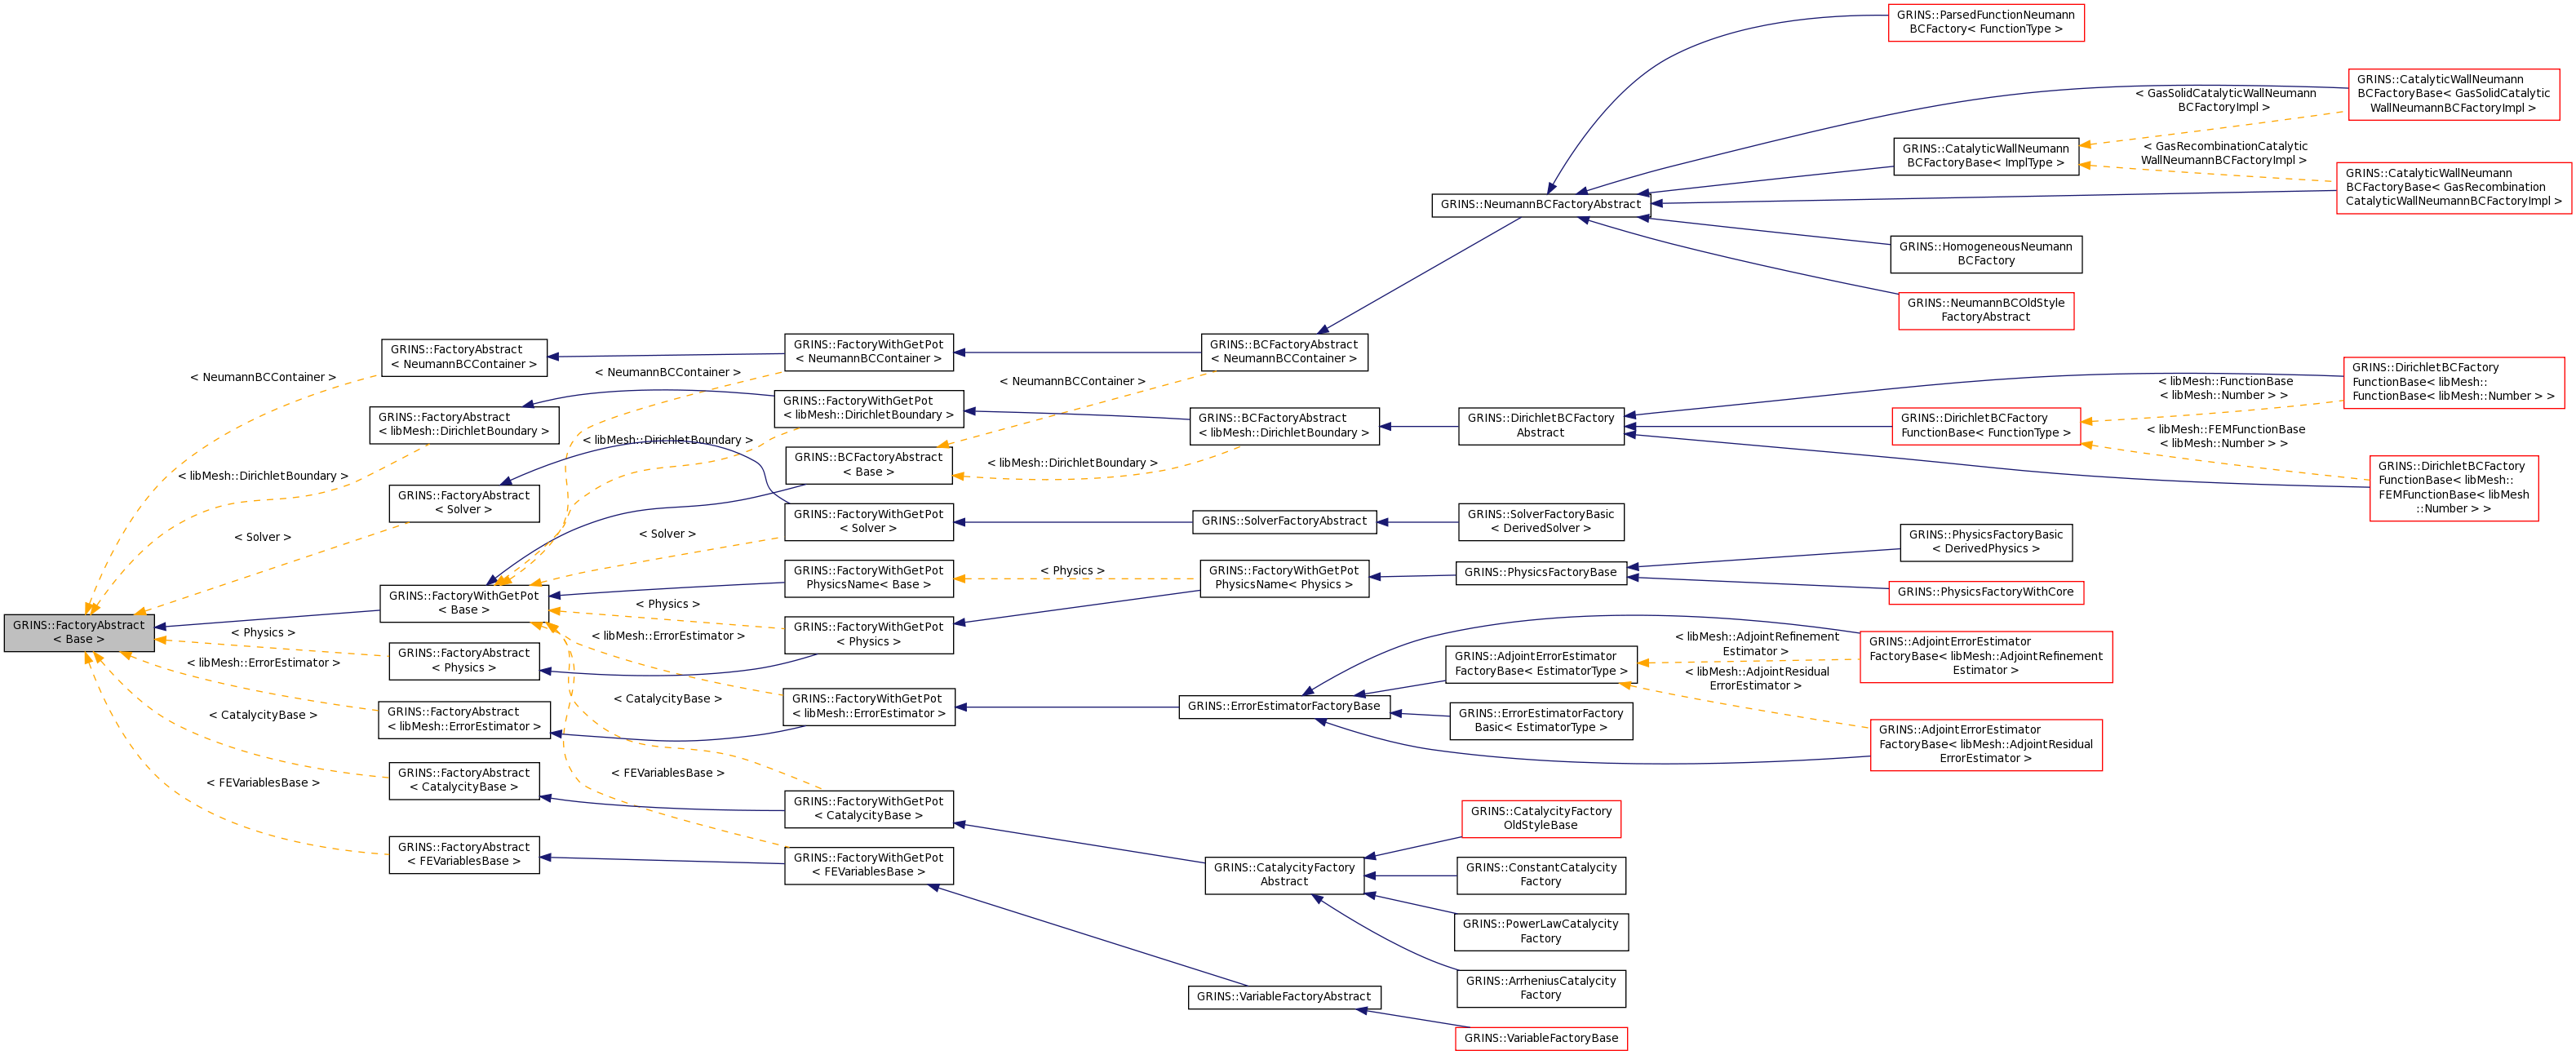 GRINS::FactoryAbstract
< Base >
< NeumannBCContainer >
< libMesh::DirichletBoundary >
< Solver >
< Physics >
< libMesh::ErrorEstimator >
< CatalycityBase >
< FEVariablesBase >
GRINS::FactoryAbstract
< NeumannBCContainer >
GRINS::FactoryAbstract
< libMesh::DirichletBoundary >
GRINS::FactoryAbstract
< Solver >
GRINS::FactoryWithGetPot
< Base >
GRINS::FactoryAbstract
< Physics >
GRINS::FactoryAbstract
< libMesh::ErrorEstimator >
GRINS::FactoryAbstract
< CatalycityBase >
GRINS::FactoryAbstract
< FEVariablesBase >
< NeumannBCContainer >
< libMesh::DirichletBoundary >
< Solver >
< Physics >
< libMesh::ErrorEstimator >
< CatalycityBase >
< FEVariablesBase >
GRINS::FactoryWithGetPot
< NeumannBCContainer >
GRINS::FactoryWithGetPot
< libMesh::DirichletBoundary >
GRINS::BCFactoryAbstract
< Base >
GRINS::FactoryWithGetPot
< Solver >
GRINS::FactoryWithGetPot
PhysicsName< Base >
GRINS::FactoryWithGetPot
< Physics >
GRINS::FactoryWithGetPot
< libMesh::ErrorEstimator >
GRINS::FactoryWithGetPot
< CatalycityBase >
GRINS::FactoryWithGetPot
< FEVariablesBase >
< NeumannBCContainer >
< libMesh::DirichletBoundary >
< Physics >
GRINS::BCFactoryAbstract
< NeumannBCContainer >
GRINS::BCFactoryAbstract
< libMesh::DirichletBoundary >
GRINS::SolverFactoryAbstract
GRINS::FactoryWithGetPot
PhysicsName< Physics >
GRINS::ErrorEstimatorFactoryBase
GRINS::CatalycityFactory
Abstract
GRINS::VariableFactoryAbstract
GRINS::NeumannBCFactoryAbstract
GRINS::DirichletBCFactory
Abstract
GRINS::SolverFactoryBasic
< DerivedSolver >
GRINS::PhysicsFactoryBase
GRINS::AdjointErrorEstimator
FactoryBase< EstimatorType >
GRINS::ErrorEstimatorFactory
Basic< EstimatorType >
GRINS::CatalycityFactory
OldStyleBase
GRINS::ConstantCatalycity
Factory
GRINS::PowerLawCatalycity
Factory
GRINS::ArrheniusCatalycity
Factory
GRINS::VariableFactoryBase
< libMesh::AdjointRefinement
Estimator >
< libMesh::AdjointResidual
ErrorEstimator >
GRINS::ParsedFunctionNeumann
BCFactory< FunctionType >
GRINS::CatalyticWallNeumann
BCFactoryBase< ImplType >
GRINS::HomogeneousNeumann
BCFactory
GRINS::NeumannBCOldStyle
FactoryAbstract
GRINS::DirichletBCFactory
FunctionBase< FunctionType >
GRINS::PhysicsFactoryBasic
< DerivedPhysics >
GRINS::PhysicsFactoryWithCore
GRINS::AdjointErrorEstimator
FactoryBase< libMesh::AdjointRefinement
Estimator >
GRINS::AdjointErrorEstimator
FactoryBase< libMesh::AdjointResidual
ErrorEstimator >
< GasSolidCatalyticWallNeumann
BCFactoryImpl >
< GasRecombinationCatalytic
WallNeumannBCFactoryImpl >
< libMesh::FunctionBase
< libMesh::Number > >
< libMesh::FEMFunctionBase
< libMesh::Number > >
GRINS::CatalyticWallNeumann
BCFactoryBase< GasSolidCatalytic
WallNeumannBCFactoryImpl >
GRINS::CatalyticWallNeumann
BCFactoryBase< GasRecombination
CatalyticWallNeumannBCFactoryImpl >
GRINS::DirichletBCFactory
FunctionBase< libMesh::
FunctionBase< libMesh::Number > >
GRINS::DirichletBCFactory
FunctionBase< libMesh::
FEMFunctionBase< libMesh
::Number > >